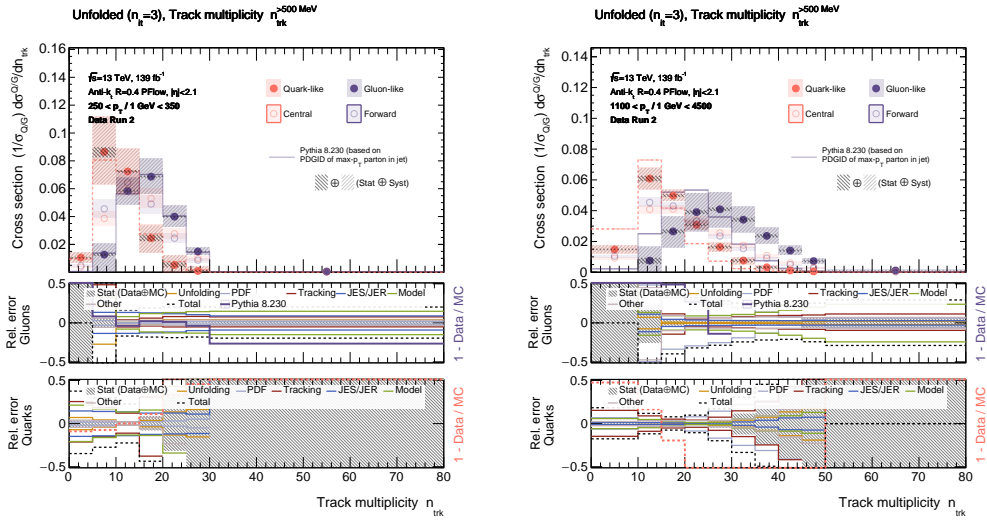 Unfolded (n_it=3), Track multiplicity n_trk^>500 MeV
Cross section (1/σ_Q/G) dσ^Q/G/dn_trk
0.16
0.14
0.12
0.1
0.08
0.06
0.04
0.02
√s=13 TeV, 139 fb⁻¹
Anti-k_t R=0.4 PFlow, |η|<2.1
250 < p_T / 1 GeV < 350
Data Run 2
Quark-like
Gluon-like
Central
Forward
Pythia 8.230 (based on
PDGID of max-p_T parton in jet)
⊕ (Stat ⊕ Syst)
Rel. error
Gluons
0.5
0
−0.5
Stat (Data⊕MC)
Unfolding
PDF
Tracking
JES/JER
Model
Other
Total
Pythia 8.230
1 - Data / MC
Rel. error
Quarks
0.5
0
−0.5
Stat (Data⊕MC)
Unfolding
PDF
Tracking
JES/JER
Model
Other
Total
1 - Data / MC
0 10 20 30 40 50 60 70 80
Track multiplicity n_trk
Unfolded (n_it=3), Track multiplicity n_trk^>500 MeV
Cross section (1/σ_Q/G) dσ^Q/G/dn_trk
0.16
0.14
0.12
0.1
0.08
0.06
0.04
0.02
0
√s=13 TeV, 139 fb⁻¹
Anti-k_t R=0.4 PFlow, |η|<2.1
1100 < p_T / 1 GeV < 4500
Data Run 2
Quark-like
Gluon-like
Central
Forward
Pythia 8.230 (based on
PDGID of max-p_T parton in jet)
⊕ (Stat ⊕ Syst)
Rel. error
Gluons
0.5
0
−0.5
Stat (Data⊕MC)
Unfolding
PDF
Tracking
JES/JER
Model
Other
Total
Pythia 8.230
1 - Data / MC
Rel. error
Quarks
0.5
0
−0.5
Stat (Data⊕MC)
Unfolding
PDF
Tracking
JES/JER
Model
Other
Total
1 - Data / MC
0 10 20 30 40 50 60 70 80
Track multiplicity n_trk